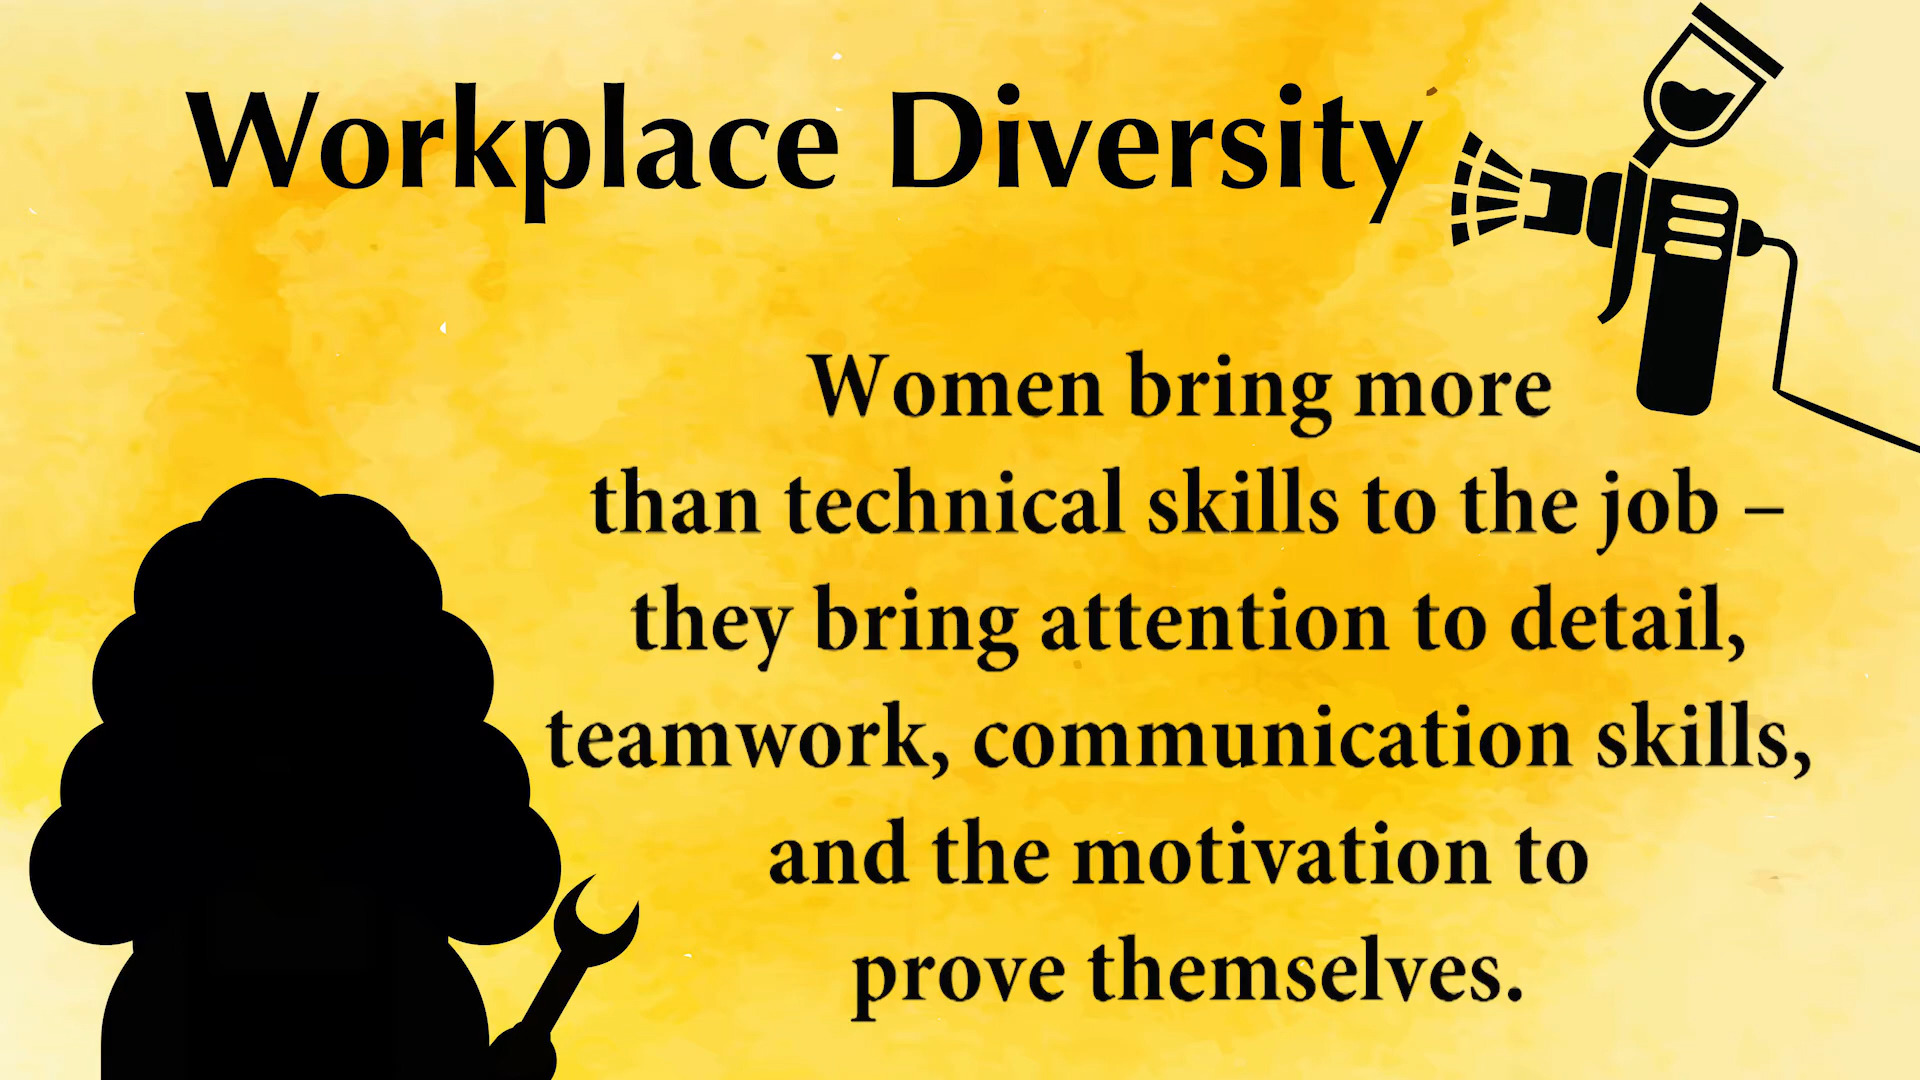 Workplace Diversity
Women bring more
than technical skills to the job –
they bring attention to detail,
teamwork, communication skills,
and the motivation to
prove themselves.